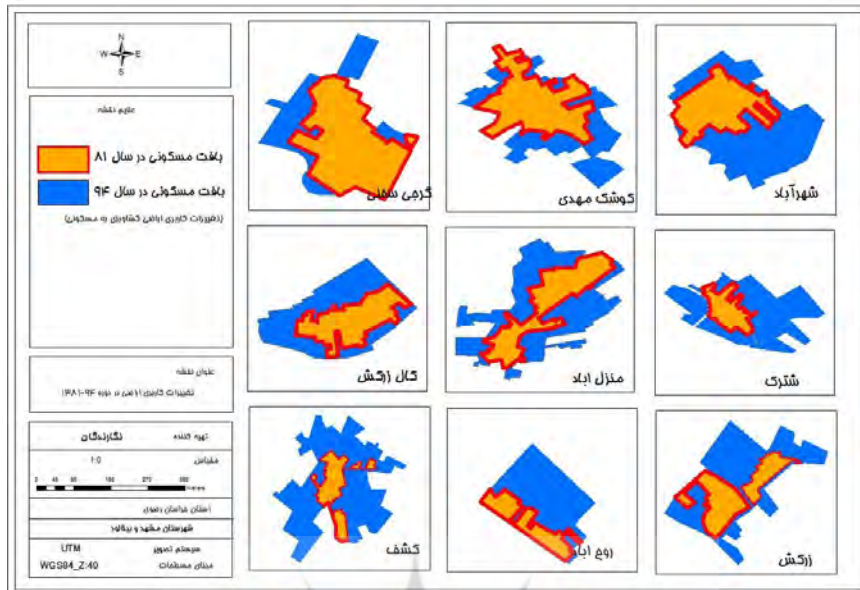 N
W E
S
علایم نقشه
بافت مسکونی در سال ۸۱
بافت مسکونی در سال ۹۴
(تغییرات کاربری اراضی کشاورزی به مسکونی)
عنوان نقشه
تغییرات کاربری اراضی در دوره ۹۴-۱۳۸۱
تهیه کننده نگارندگان
مقیاس 1:0
استان خراسان رضوی
شهرستان مشهد و بینالود
سیستم تصویر UTM
مبنای مسطحات WGS84_Z:40
گرجی سفلی
کوشک مهدی
شهرآباد
کال زرکش
منزل اباد
شترک
کشف
روح اباد
زرکش